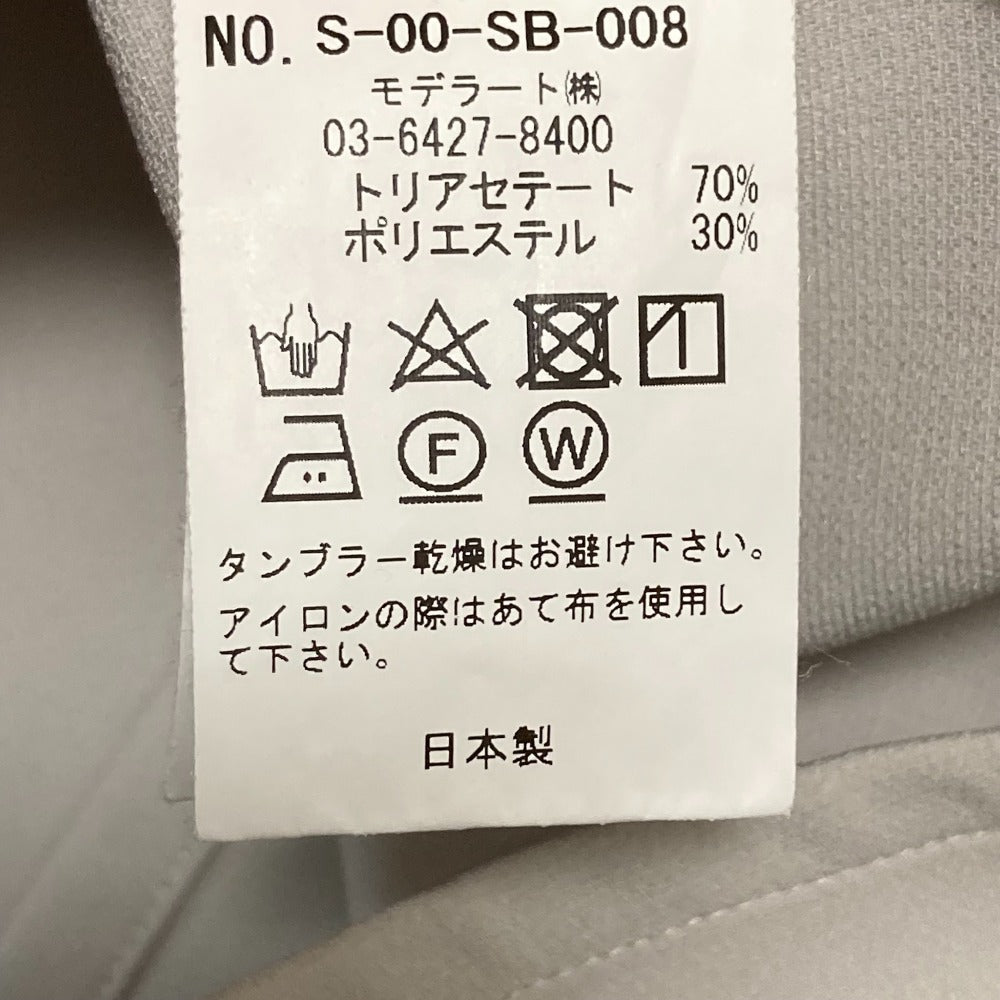 NO. S-00-SB-008
モデラート㈱
03-6427-8400
トリアセテート 70%
ポリエステル 30%
F W
タンブラー乾燥はお避け下さい。
アイロンの際はあて布を使用し
て下さい。
日本製